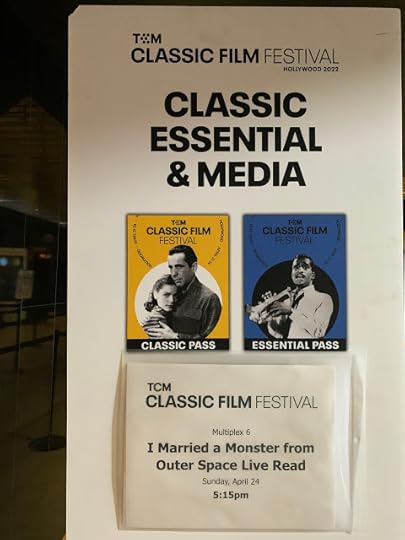 TCM
CLASSIC FILM FESTIVAL
HOLLYWOOD 2022
CLASSIC
ESSENTIAL
& MEDIA
TCM
CLASSIC FILM
FESTIVAL
CLASSIC PASS
TCM
CLASSIC FILM
FESTIVAL
ESSENTIAL PASS
TCM
CLASSIC FILM FESTIVAL
Multiplex 6
I Married a Monster from
Outer Space Live Read
Sunday, April 24
5:15pm